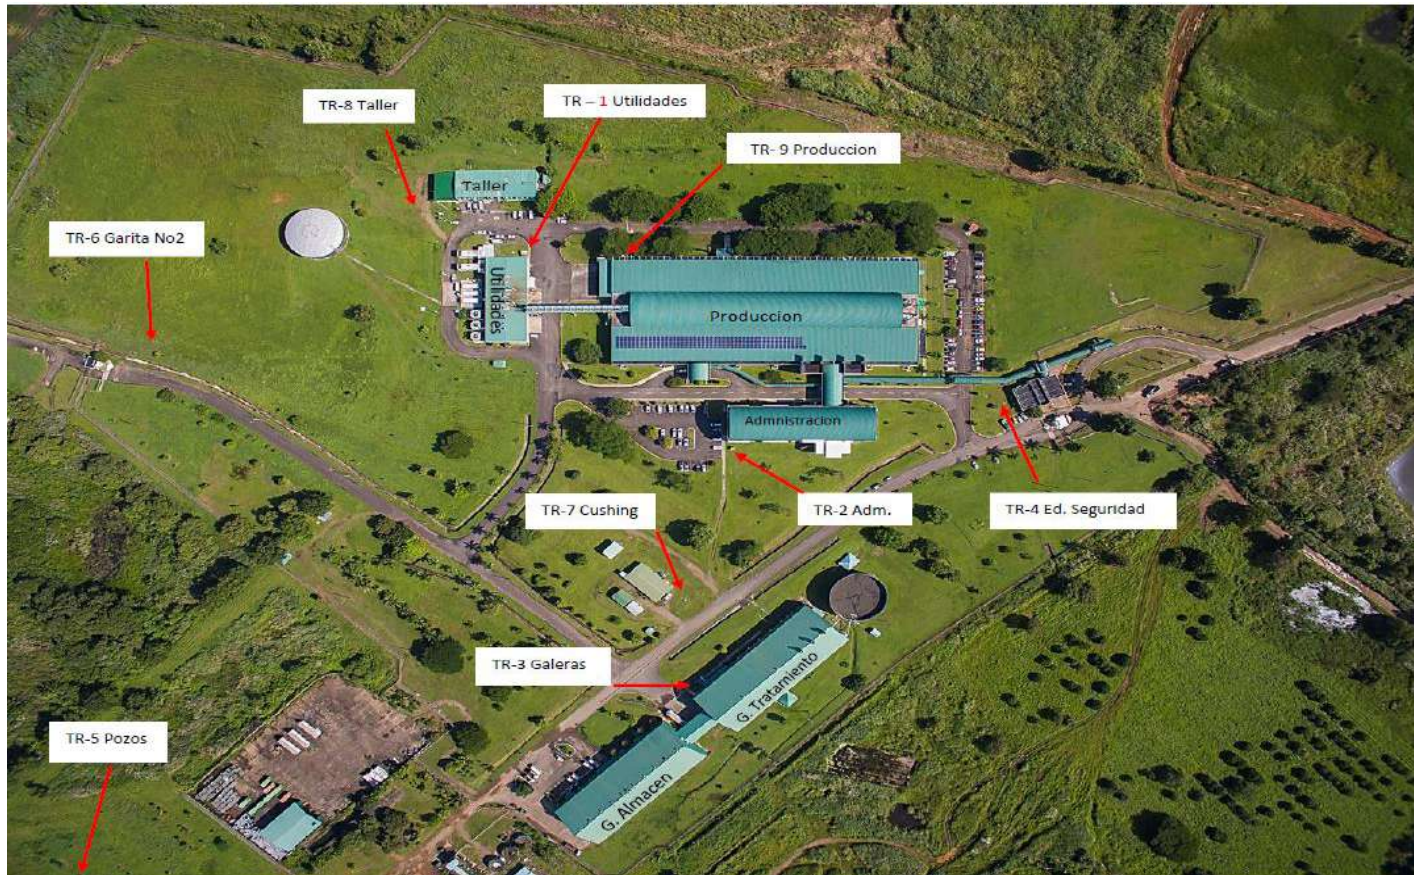 TR-8 Taller
TR – 1 Utilidades
TR- 9 Produccion
Taller
TR-6 Garita No2
Utilidades
Produccion
Admnistracion
TR-7 Cushing
TR-2 Adm.
TR-4 Ed. Seguridad
TR-3 Galeras
G. Tratamiento
TR-5 Pozos
G. Almacen